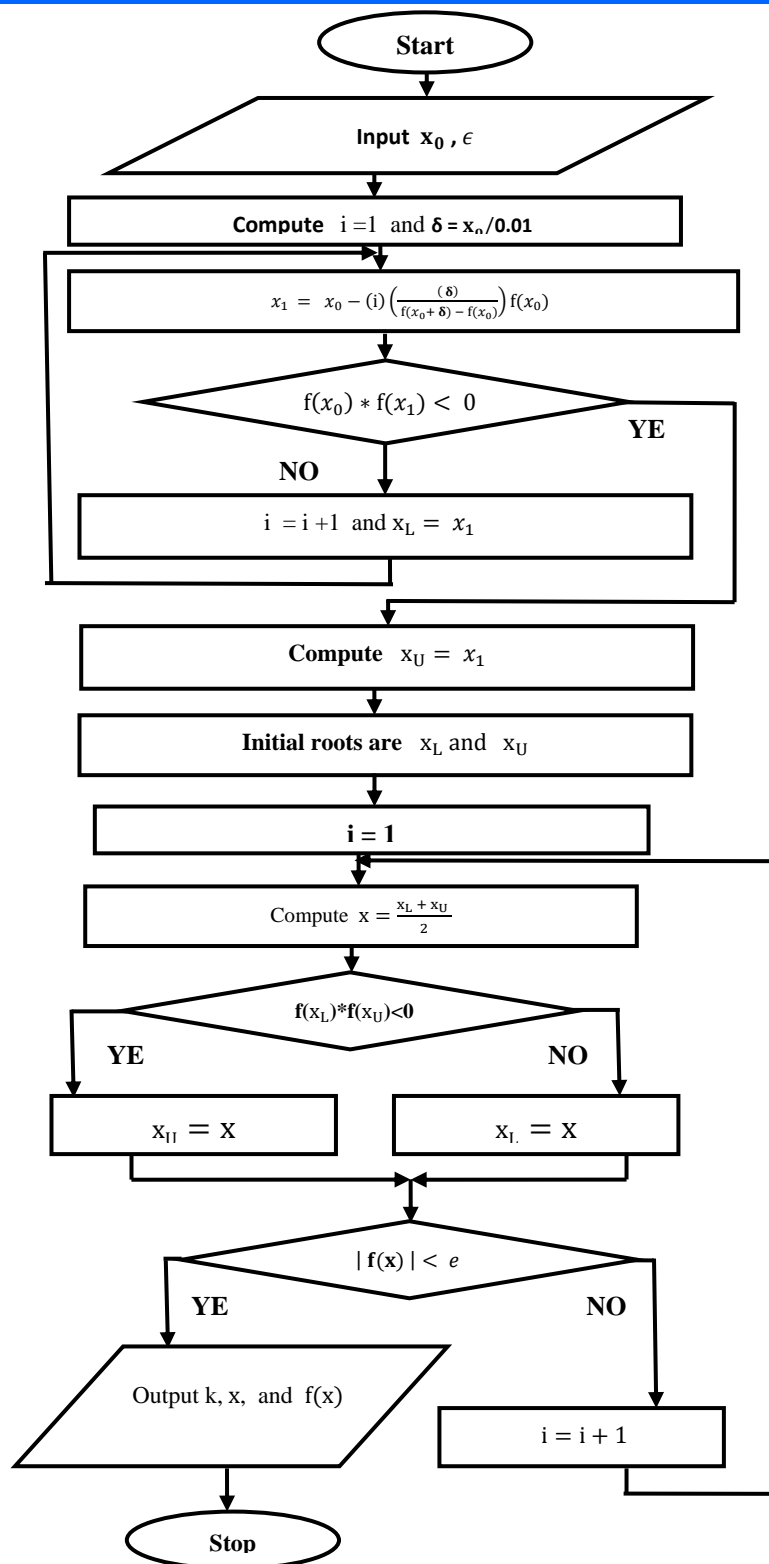 Start
Input x₀ , ϵ
Compute i =1 and δ = x₀/0.01
x₁ = x₀ − (i) ( (δ) / f(x₀+ δ) − f(x₀) ) f(x₀)
f(x₀) ∗ f(x₁) < 0
YE
NO
i = i +1 and x_L = x₁
Compute x_U = x₁
Initial roots are x_L and x_U
i = 1
Compute x = x_L + x_U / 2
f(x_L)*f(x_U)<0
YE
NO
x_U = x
x_L = x
| f(x) | < e
YE
NO
Output k, x, and f(x)
i = i + 1
Stop